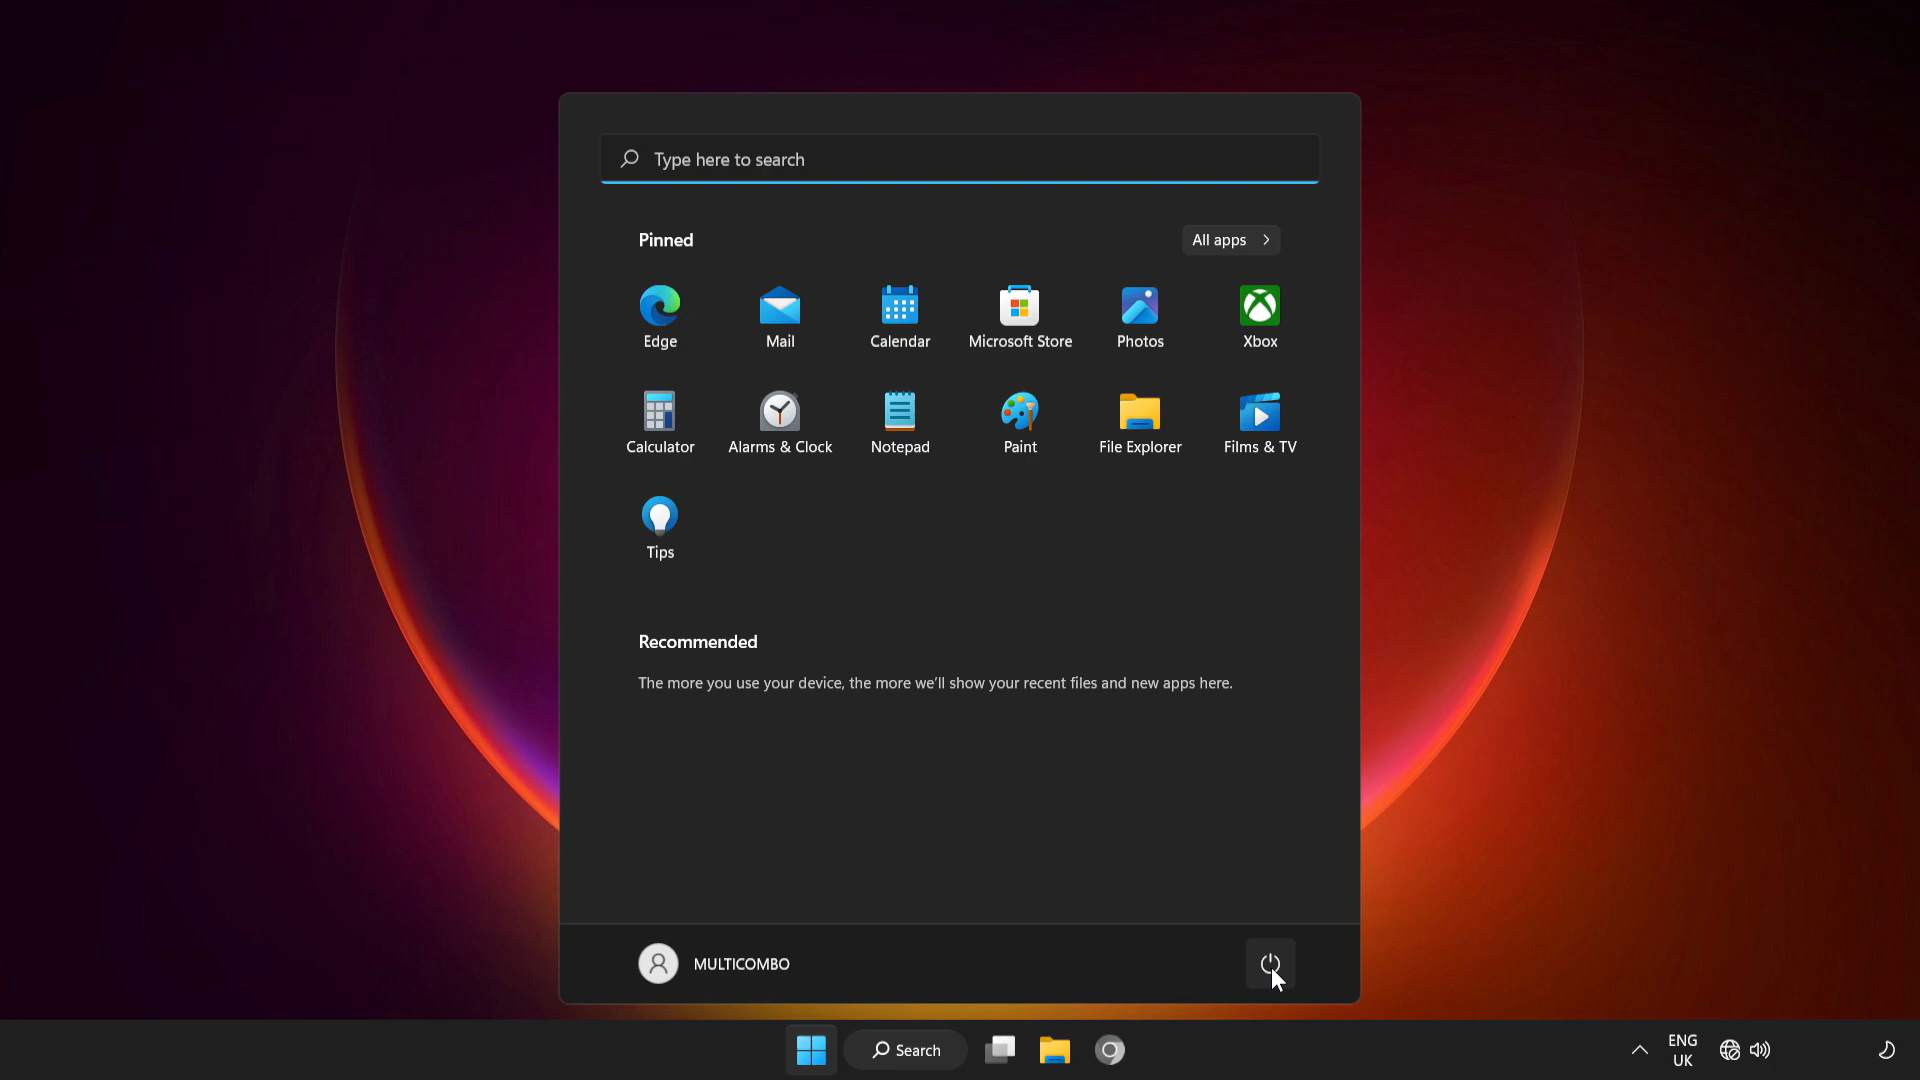 Type here to search
Pinned
All apps
Edge
Mail
Calendar
Microsoft Store
Photos
Xbox
Calculator
Alarms & Clock
Notepad
Paint
File Explorer
Films & TV
Tips
Recommended
The more you use your device, the more we'll show your recent files and new apps here.
MULTICOMBO
Search
ENG
UK